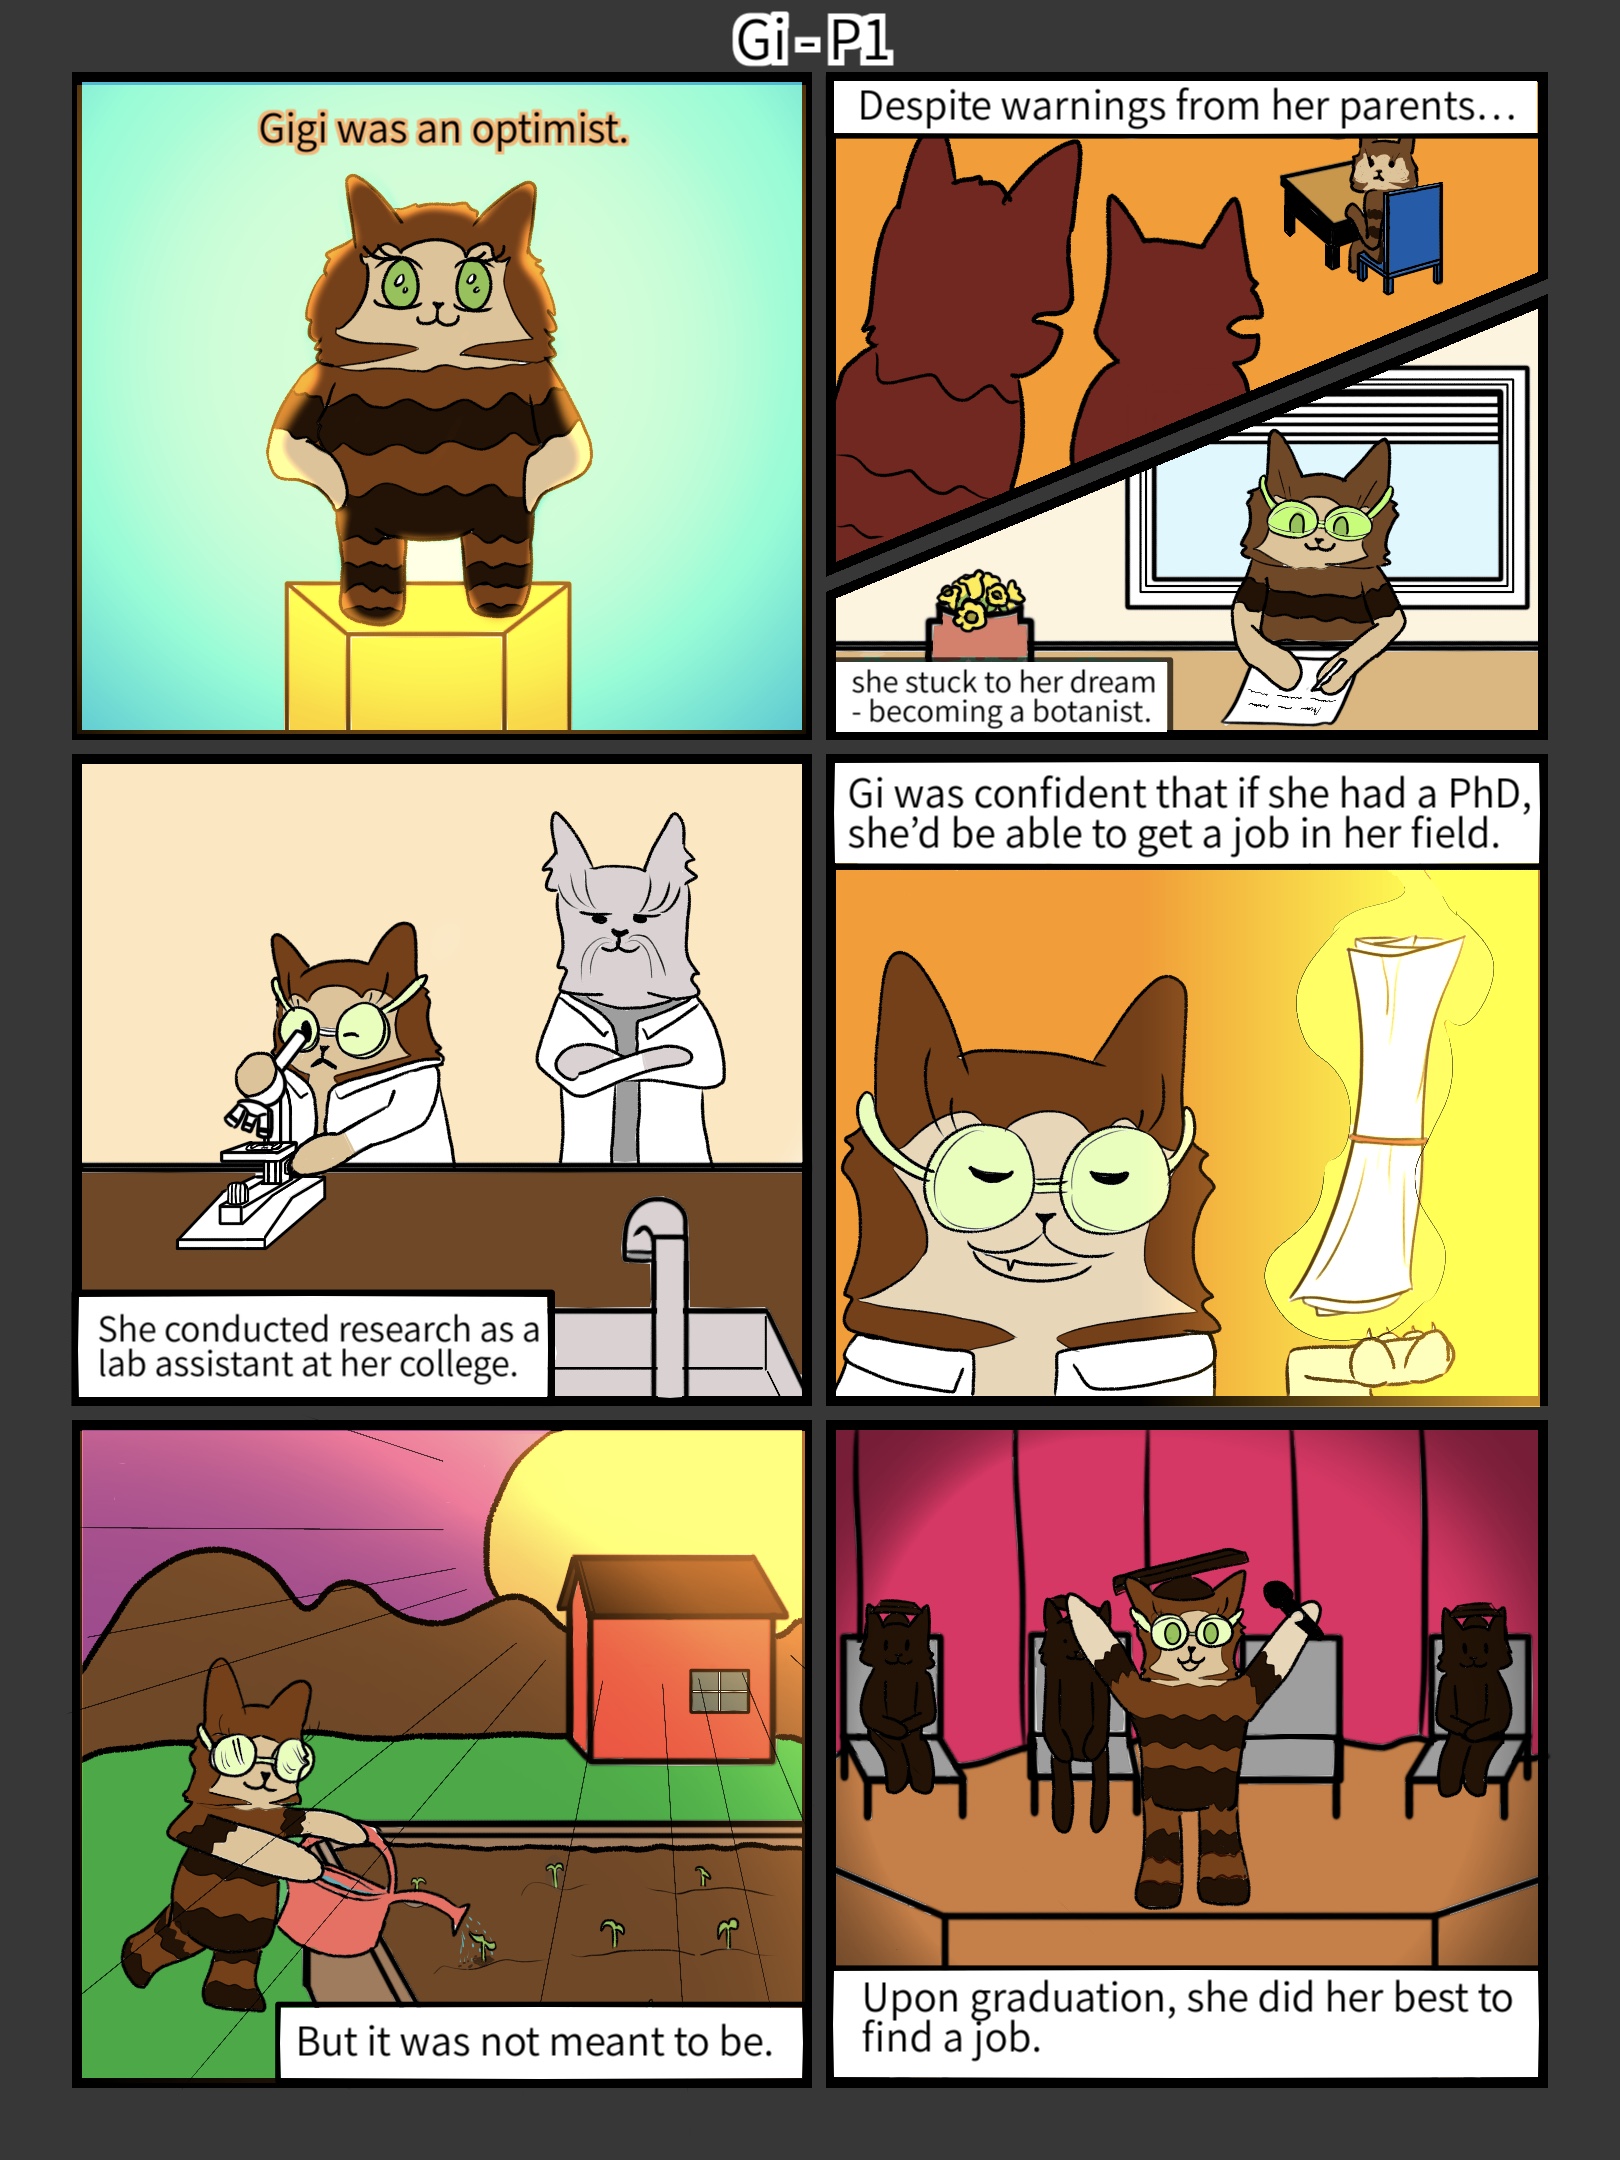 Gi-P1
Gigi was an optimist.
Despite warnings from her parents...
she stuck to her dream
- becoming a botanist.
She conducted research as a
lab assistant at her college.
Gi was confident that if she had a PhD,
she'd be able to get a job in her field.
But it was not meant to be.
Upon graduation, she did her best to
find a job.